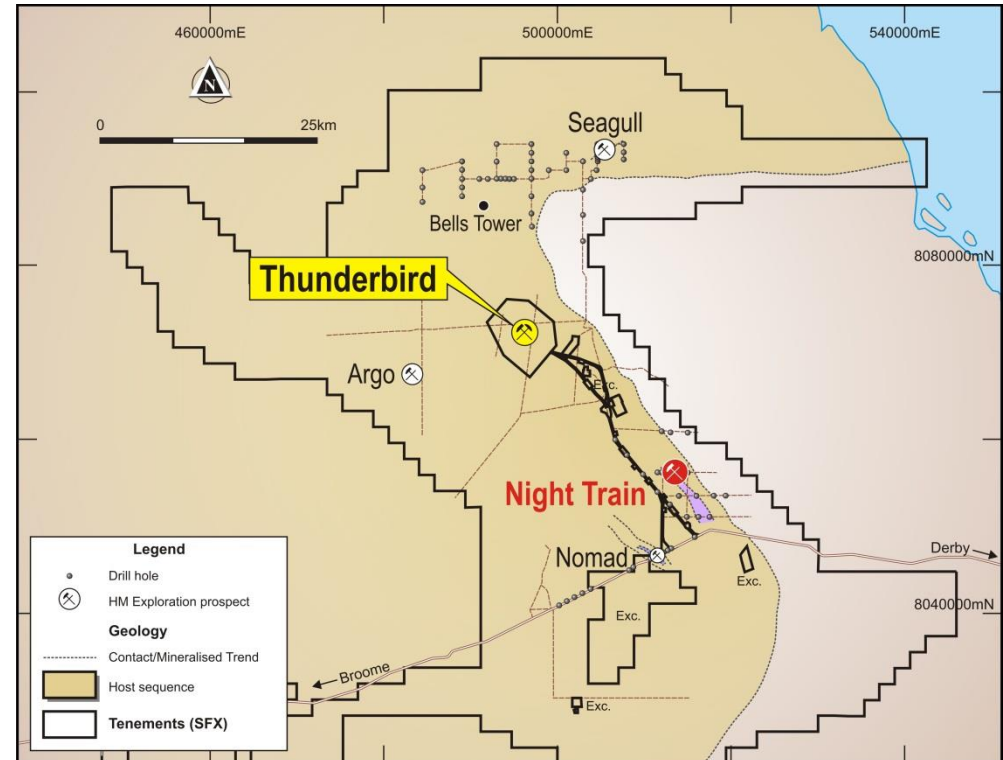 460000mE
500000mE
540000mE
N
0
25km
Seagull
Bells Tower
8080000mN
Thunderbird
Argo
Exc.
Night Train
Nomad
Derby
Exc.
Exc.
8040000mN
Broome
Exc.
Legend
Drill hole
HM Exploration prospect
Geology
Contact/Mineralised Trend
Host sequence
Tenements (SFX)